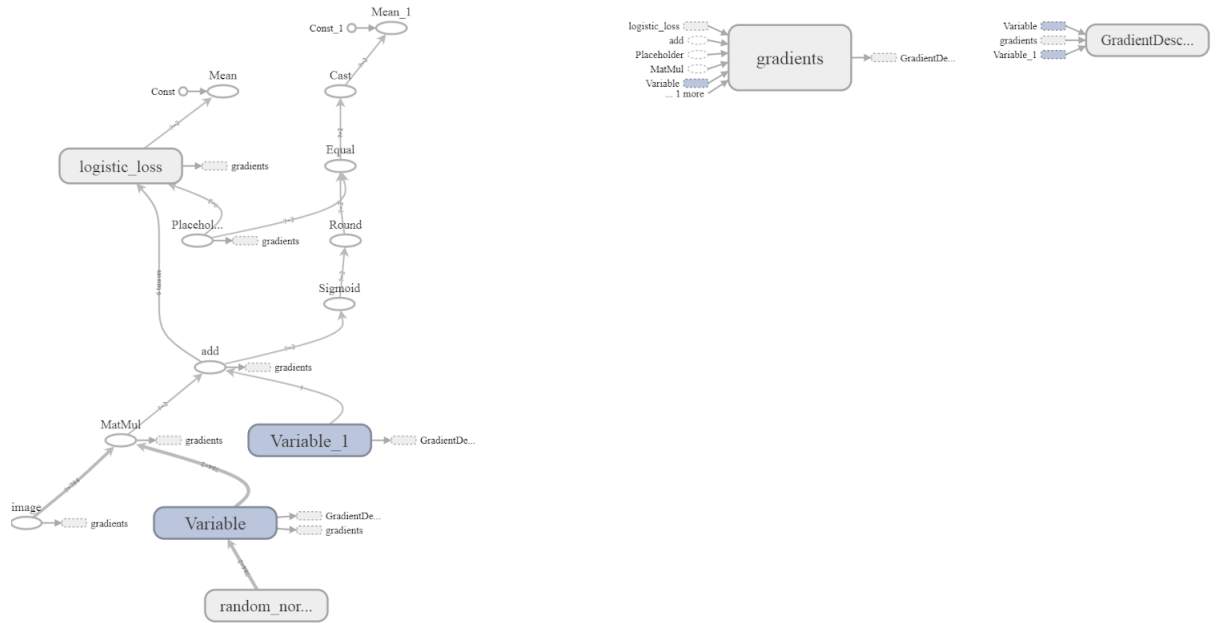 Mean_1
Const_1
Mean
Cast
Const
Equal
logistic_loss
gradients
Placehol...
Round
gradients
Sigmoid
add
gradients
MatMul
gradients
Variable_1
GradientDe...
image
gradients
Variable
GradientDe...
gradients
random_nor...
logistic_loss
add
Placeholder
MatMul
Variable
... 1 more
gradients
GradientDe...
Variable
gradients
Variable_1
GradientDesc...